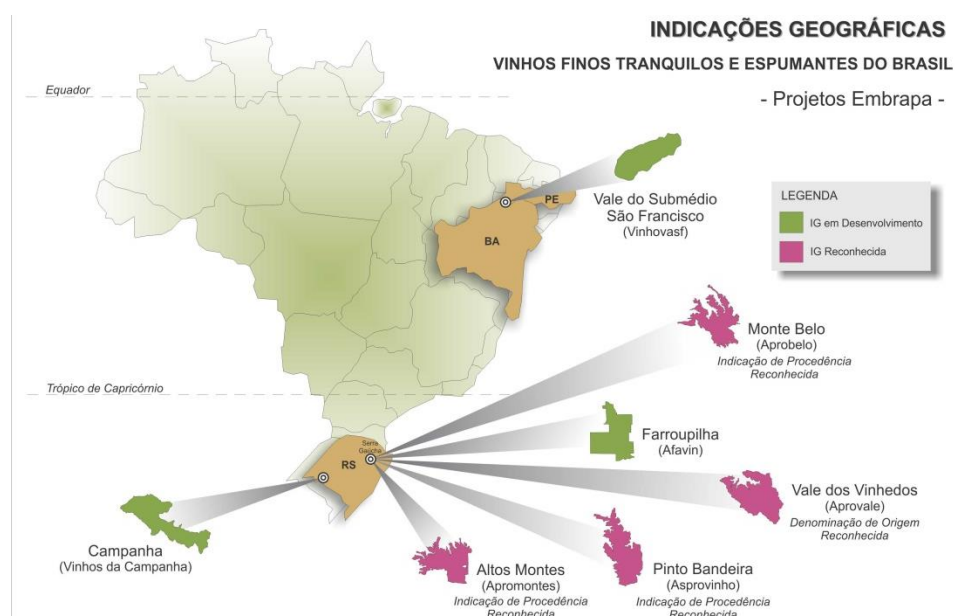 INDICAÇÕES GEOGRÁFICAS
VINHOS FINOS TRANQUILOS E ESPUMANTES DO BRASIL
- Projetos Embrapa -
Equador
PE
BA
Vale do Submédio
São Francisco
(Vinhovasf)
LEGENDA
IG em Desenvolvimento
IG Reconhecida
Monte Belo
(Aprobelo)
Indicação de Procedência
Reconhecida
Trópico de Capricórnio
Serra
Gaúcha
RS
Farroupilha
(Afavin)
Vale dos Vinhedos
(Aprovale)
Denominação de Origem
Reconhecida
Campanha
(Vinhos da Campanha)
Altos Montes
(Apromontes)
Indicação de Procedência
Reconhecida
Pinto Bandeira
(Asprovinho)
Indicação de Procedência
Reconhecida